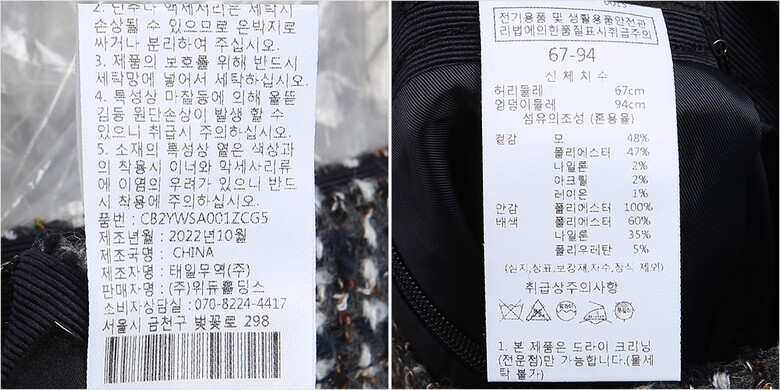 2. 단추나 액세서리는 세탁시
손상될 수 있으므로 은박지로
싸거나 분리하여 주십시오.
3. 제품의 보호를 위해 반드시
세탁망에 넣어서 세탁하십시오.
4. 특성상 마찰등에 의해 올뜯
김등 원단손상이 발생 할 수
있으니 취급시 주의하십시오.
5. 소재의 특성상 옅은 색상과
의 착용시 이너와 악세사리류
에 이염의 우려가 있으니 반드
시 착용에 주의하십시오.
품번 : CB2YWSA001ZCG5
제조년월 : 2022년10월
제조국명 : CHINA
제조자명 : 태일무역(주)
판매자명 : (주)위듀홀딩스
소비자상담실 : 070-8224-4417
서울시 금천구 벚꽃로 298
전기용품 및 생활용품안전관
리법에의한품질표시취급주의
67-94
신체치수
허리둘레 67cm
엉덩이둘레 94cm
섬유의조성 (혼용율)
겉감 모 48%
폴리에스터 47%
나일론 2%
아크릴 2%
레이온 1%
안감 폴리에스터 100%
배색 폴리에스터 60%
나일론 35%
폴리우레탄 5%
(심지,상표,보강재,자수,장식 제외)
취급상주의사항
1. 본 제품은 드라이 크리닝
(전문점)만 가능합니다.(물세
탁 불가)